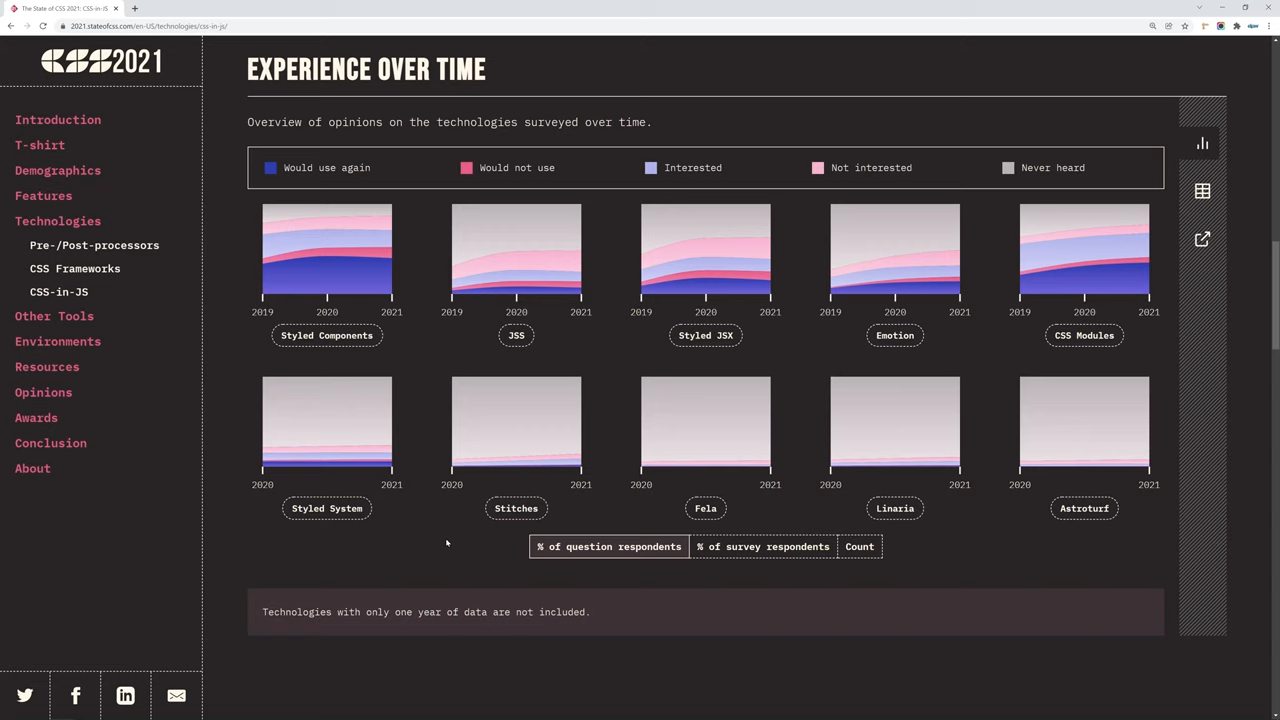 The State of CSS 2021: CSS-in-JS
2021.stateofcss.com/en-US/technologies/css-in-js/
CSS2021
Introduction
T-shirt
Demographics
Features
Technologies
Pre-/Post-processors
CSS Frameworks
CSS-in-JS
Other Tools
Environments
Resources
Opinions
Awards
Conclusion
About
EXPERIENCE OVER TIME
Overview of opinions on the technologies surveyed over time.
Would use again Would not use Interested Not interested Never heard
2019 2020 2021 2019 2020 2021 2019 2020 2021 2019 2020 2021 2019 2020 2021
Styled Components JSS Styled JSX Emotion CSS Modules
2020 2021 2020 2021 2020 2021 2020 2021 2020 2021
Styled System Stitches Fela Linaria Astroturf
% of question respondents % of survey respondents Count
Technologies with only one year of data are not included.